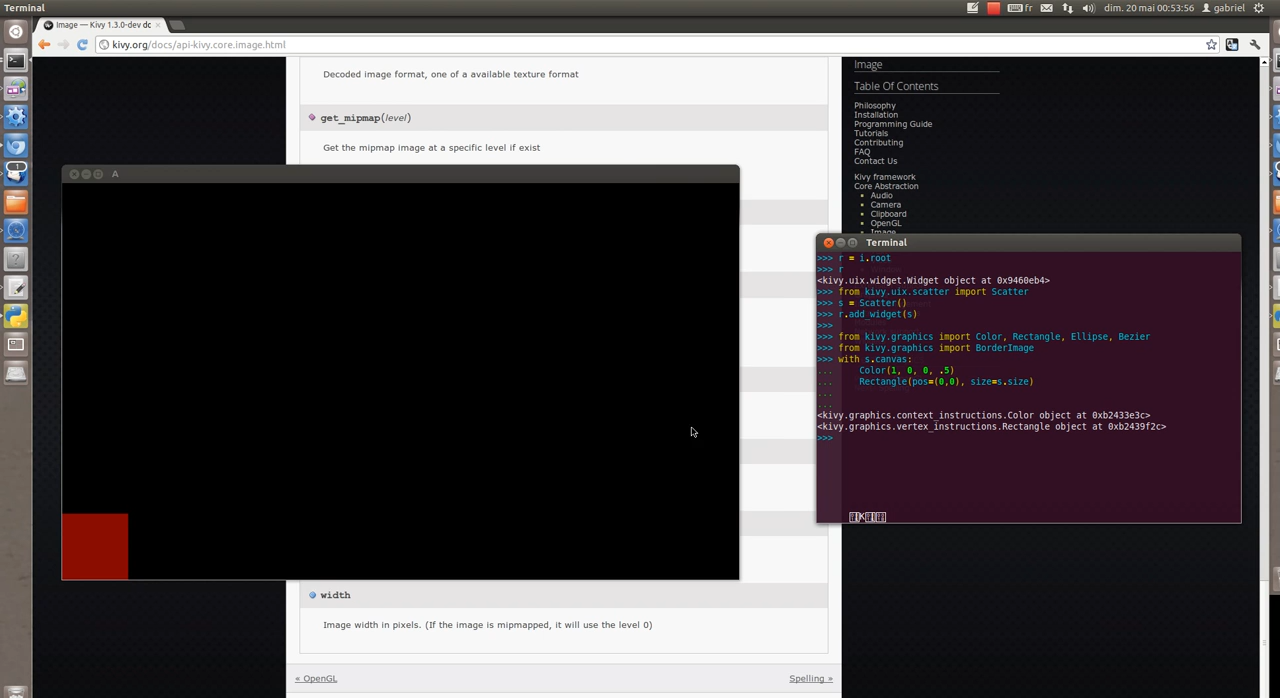 Terminal
fr
dim. 20 mai 00:53:56
gabriel
Image — Kivy 1.3.0-dev dc
kivy.org/docs/api-kivy.core.image.html
Decoded image format, one of a available texture format
get_mipmap(level)
Get the mipmap image at a specific level if exist
A
width
Image width in pixels. (If the image is mipmapped, it will use the level 0)
« OpenGL
Spelling »
Image
Table Of Contents
Philosophy
Installation
Programming Guide
Tutorials
Contributing
FAQ
Contact Us
Kivy framework
Core Abstraction
Audio
Camera
Clipboard
OpenGL
Image
Terminal
>>> r = i.root
>>> r
<kivy.uix.widget.Widget object at 0x9460eb4>
>>> from kivy.uix.scatter import Scatter
>>> s = Scatter()
>>> r.add_widget(s)
>>>
>>> from kivy.graphics import Color, Rectangle, Ellipse, Bezier
>>> from kivy.graphics import BorderImage
>>> with s.canvas:
...     Color(1, 0, 0, .5)
...     Rectangle(pos=(0,0), size=s.size)
...
...
<kivy.graphics.context_instructions.Color object at 0xb2433e3c>
<kivy.graphics.vertex_instructions.Rectangle object at 0xb2439f2c>
>>>
1